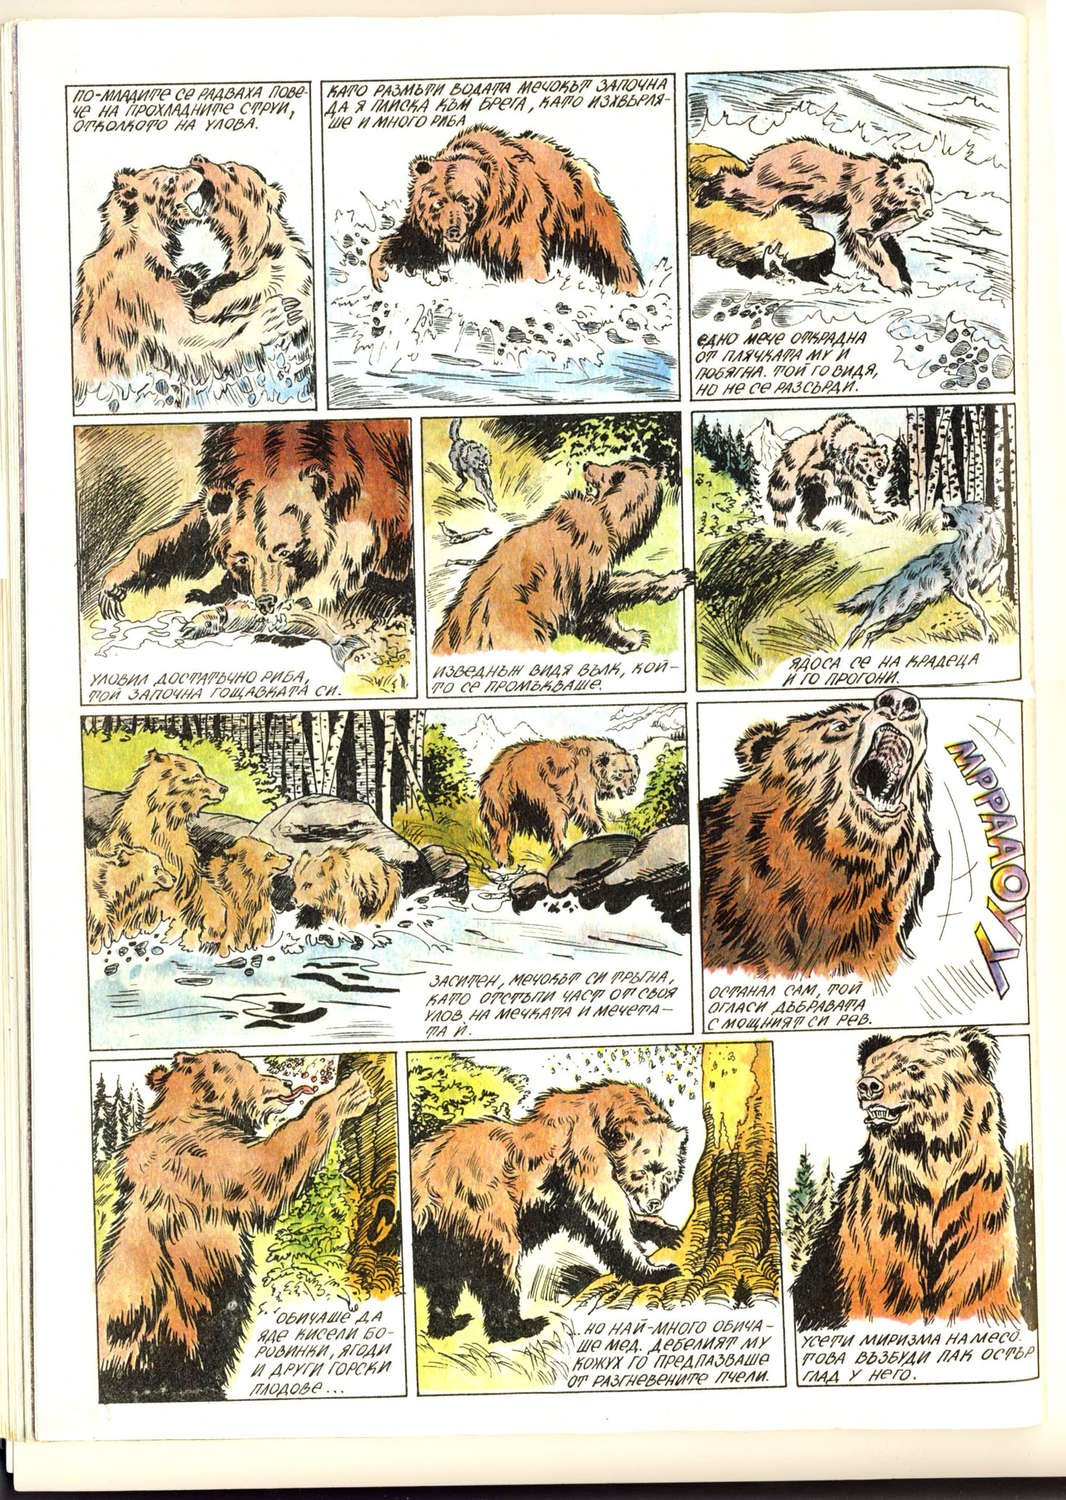 ПО-МЛАДИТЕ СЕ РАДВАХА ПОВЕ-
ЧЕ НА ПРОХЛАДНИТЕ СТРУИ,
ОТКОЛКОТО НА УЛОВА.
КАТО РАЗМЪТИ ВОДАТА МЕЧОКЪТ ЗАПОЧНА
ДА Я ПЛИСКА КЪМ БРЕГА, КАТО ИЗХВЪРЛЯ-
ШЕ И МНОГО РИБА
ЕДНО МЕЧЕ ОТКРАДНА
ОТ ПЛЯЧКАТА МУ И
ПОБЯГНА. ТОЙ ГО ВИДЯ,
НО НЕ СЕ РАЗСЪРДИ.
УЛОВИЛ ДОСТАТЪЧНО РИБА,
ТОЙ ЗАПОЧНА ГОЩАВКАТА СИ.
ИЗВЕДНЪЖ ВИДЯ ВЪЛК, КОЙ-
ТО СЕ ПРОМЪКВАШЕ.
ЯДОСА СЕ НА КРАДЕЦА
И ГО ПРОГОНИ.
ЗАСИТЕН, МЕЧОКЪТ СИ ТРЪГНА,
КАТО ОТСТЪПИ ЧАСТ ОТ СВОЯ
УЛОВ НА МЕЧКАТА И МЕЧЕТА-
ТА Й.
МРРРААОУУ
ОСТАНАЛ САМ, ТОЙ
ОГЛАСИ ДЪБРАВАТА
С МОЩНИЯТ СИ РЕВ.
ОБИЧАШЕ ДА
ЯДЕ КИСЕЛИ БО-
РОВИНКИ, ЯГОДИ
И ДРУГИ ГОРСКИ
ПЛОДОВЕ...
...НО НАЙ-МНОГО ОБИЧА-
ШЕ МЕД. ДЕБЕЛИЯТ МУ
КОЖУХ ГО ПРЕДПАЗВАШЕ
ОТ РАЗГНЕВЕНИТЕ ПЧЕЛИ.
УСЕТИ МИРИЗМА НА МЕСО.
ТОВА ВЪЗБУДИ ПАК ОСТЪР
ГЛАД У НЕГО.